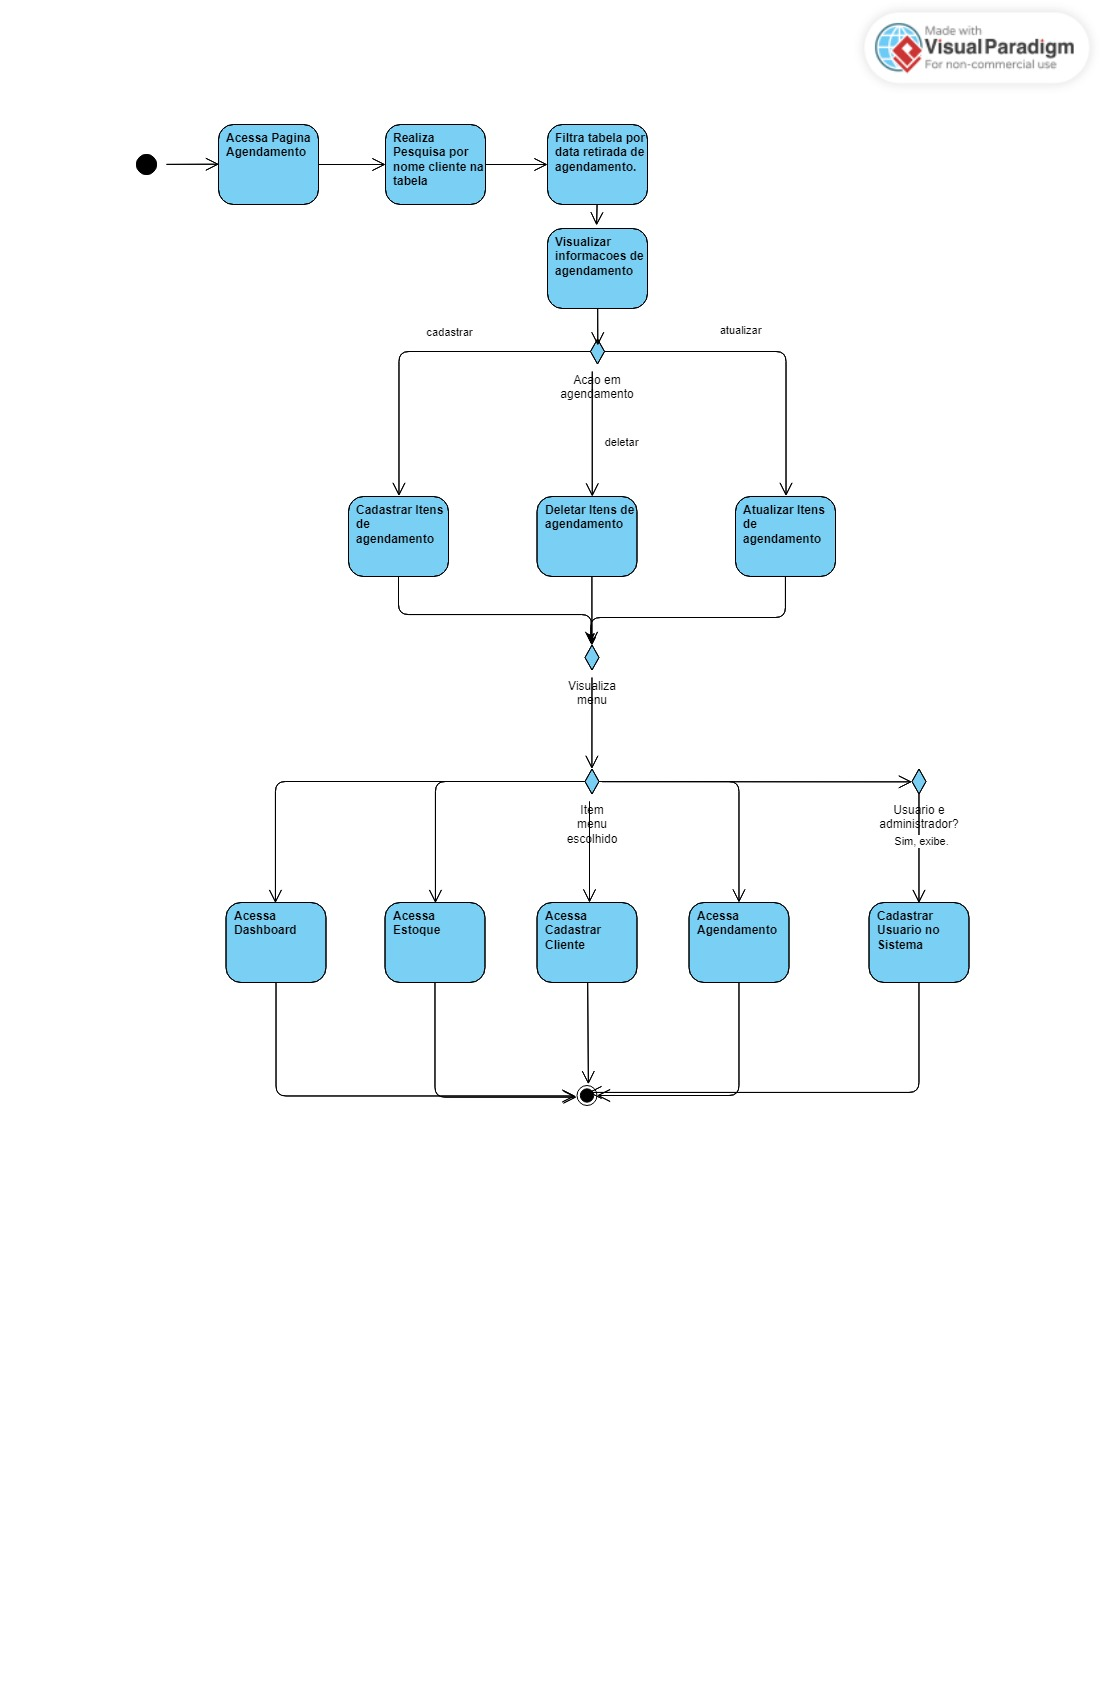 Made with
Visual Paradigm
For non-commercial use
Acessa Pagina
Agendamento
Realiza
Pesquisa por
nome cliente na
tabela
Filtra tabela por
data retirada de
agendamento.
Visualizar
informacoes de
agendamento
cadastrar
atualizar
Acao em
agendamento
deletar
Cadastrar Itens
de
agendamento
Deletar Itens de
agendamento
Atualizar Itens
de
agendamento
Visualiza
menu
Item
menu
escolhido
Usuario e
administrador?
Sim, exibe.
Acessa
Dashboard
Acessa
Estoque
Acessa
Cadastrar
Cliente
Acessa
Agendamento
Cadastrar
Usuario no
Sistema